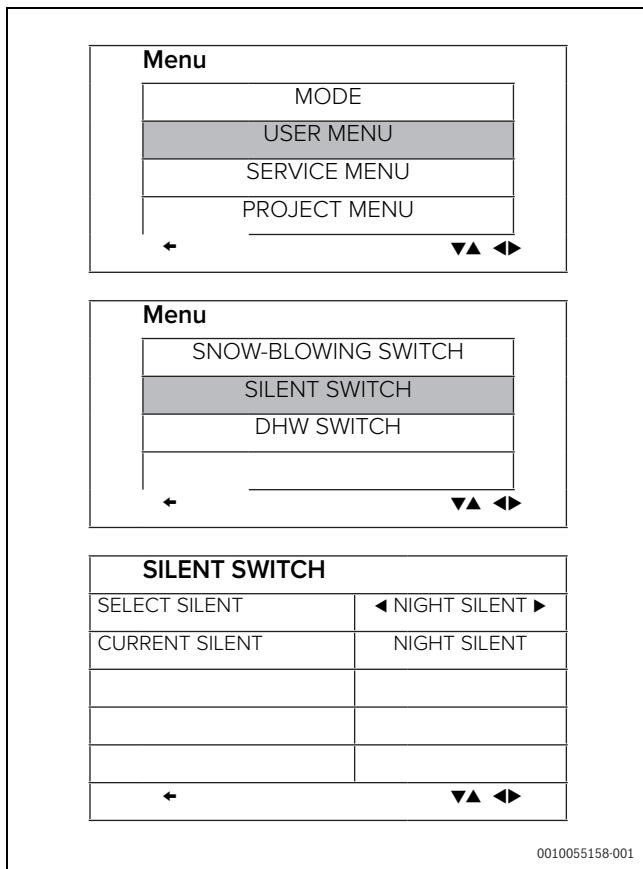 Menu
MODE
USER MENU
SERVICE MENU
PROJECT MENU
← ▼▲ ◀▶
Menu
SNOW-BLOWING SWITCH
SILENT SWITCH
DHW SWITCH
← ▼▲ ◀▶
SILENT SWITCH
SELECT SILENT ◀ NIGHT SILENT ▶
CURRENT SILENT NIGHT SILENT
← ▼▲ ◀▶
0010055158-001